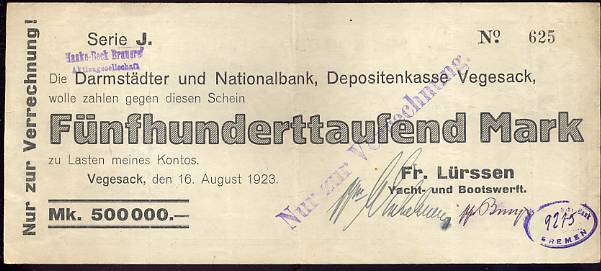 Nur zur Verrechnung!
Serie J.
No 625
Haake-Beck Brauerei
Aktiengesellschaft
Die Darmstädter und Nationalbank, Depositenkasse Vegesack,
wolle zahlen gegen diesen Schein
Fünfhunderttausend Mark
zu Lasten meines Kontos.
Vegesack, den 16. August 1923.
Fr. Lürssen
Yacht- und Bootswerft.
Mk. 500000.—
Nur zur Verrechnung.
9215
BREMEN